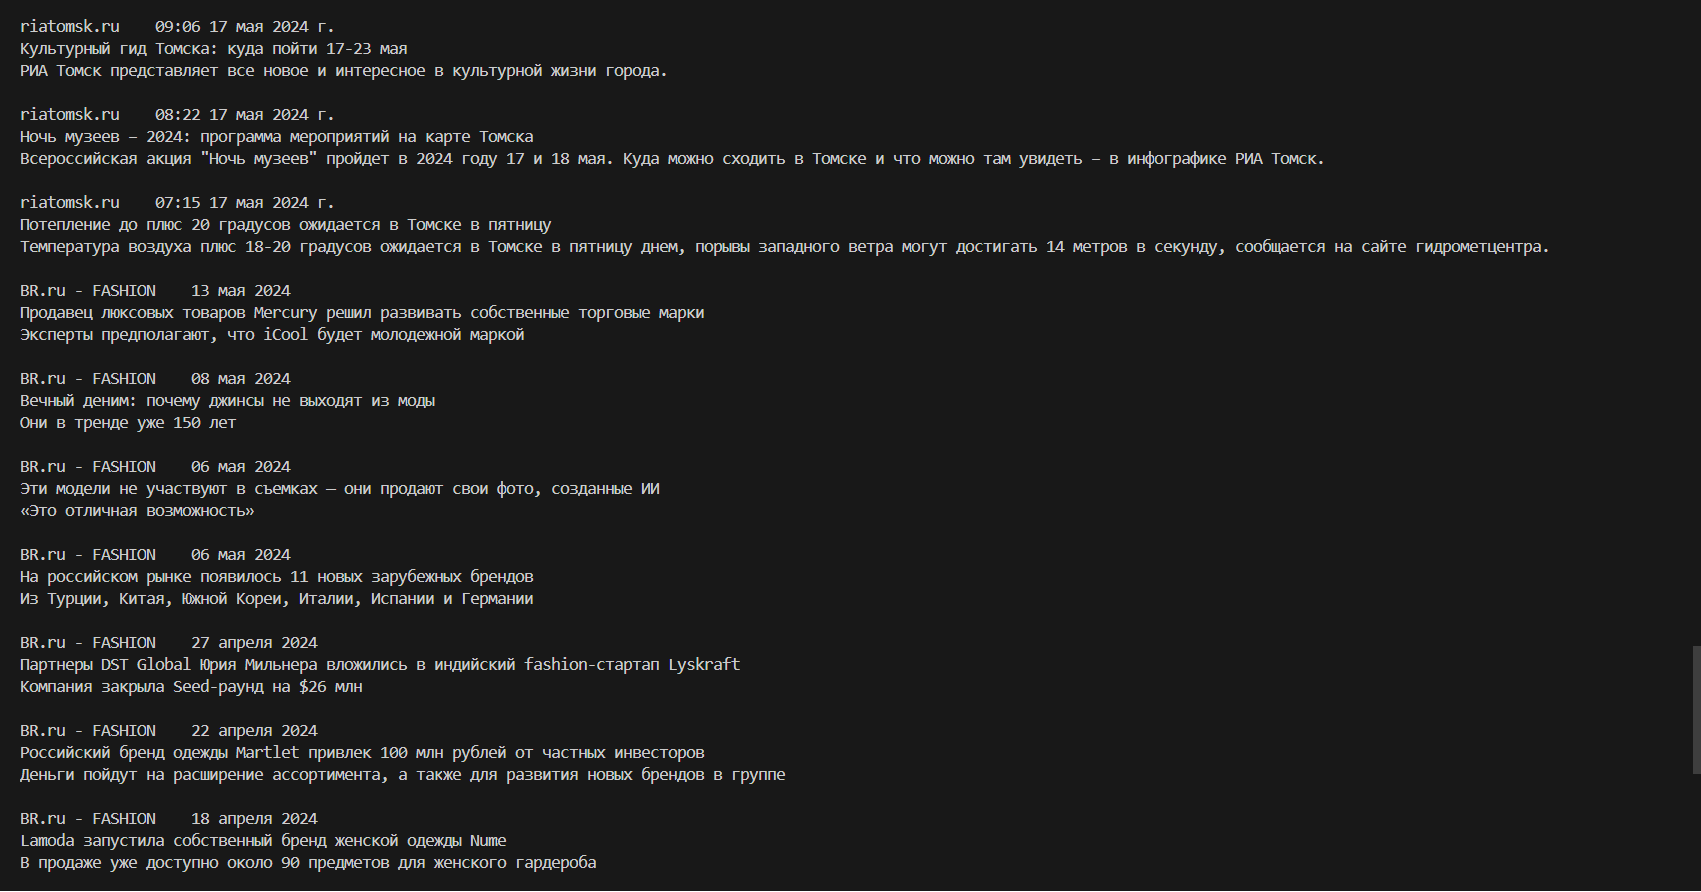 riatomsk.ru    09:06 17 мая 2024 г.
Культурный гид Томска: куда пойти 17-23 мая
РИА Томск представляет все новое и интересное в культурной жизни города.
riatomsk.ru    08:22 17 мая 2024 г.
Ночь музеев – 2024: программа мероприятий на карте Томска
Всероссийская акция "Ночь музеев" пройдет в 2024 году 17 и 18 мая. Куда можно сходить в Томске и что можно там увидеть – в инфографике РИА Томск.
riatomsk.ru    07:15 17 мая 2024 г.
Потепление до плюс 20 градусов ожидается в Томске в пятницу
Температура воздуха плюс 18-20 градусов ожидается в Томске в пятницу днем, порывы западного ветра могут достигать 14 метров в секунду, сообщается на сайте гидрометцентра.
BR.ru - FASHION    13 мая 2024
Продавец люксовых товаров Mercury решил развивать собственные торговые марки
Эксперты предполагают, что iCool будет молодежной маркой
BR.ru - FASHION    08 мая 2024
Вечный деним: почему джинсы не выходят из моды
Они в тренде уже 150 лет
BR.ru - FASHION    06 мая 2024
Эти модели не участвуют в съемках — они продают свои фото, созданные ИИ
«Это отличная возможность»
BR.ru - FASHION    06 мая 2024
На российском рынке появилось 11 новых зарубежных брендов
Из Турции, Китая, Южной Кореи, Италии, Испании и Германии
BR.ru - FASHION    27 апреля 2024
Партнеры DST Global Юрия Мильнера вложились в индийский fashion-стартап Lyskraft
Компания закрыла Seed-раунд на $26 млн
BR.ru - FASHION    22 апреля 2024
Российский бренд одежды Martlet привлек 100 млн рублей от частных инвесторов
Деньги пойдут на расширение ассортимента, а также для развития новых брендов в группе
BR.ru - FASHION    18 апреля 2024
Lamoda запустила собственный бренд женской одежды Nume
В продаже уже доступно около 90 предметов для женского гардероба